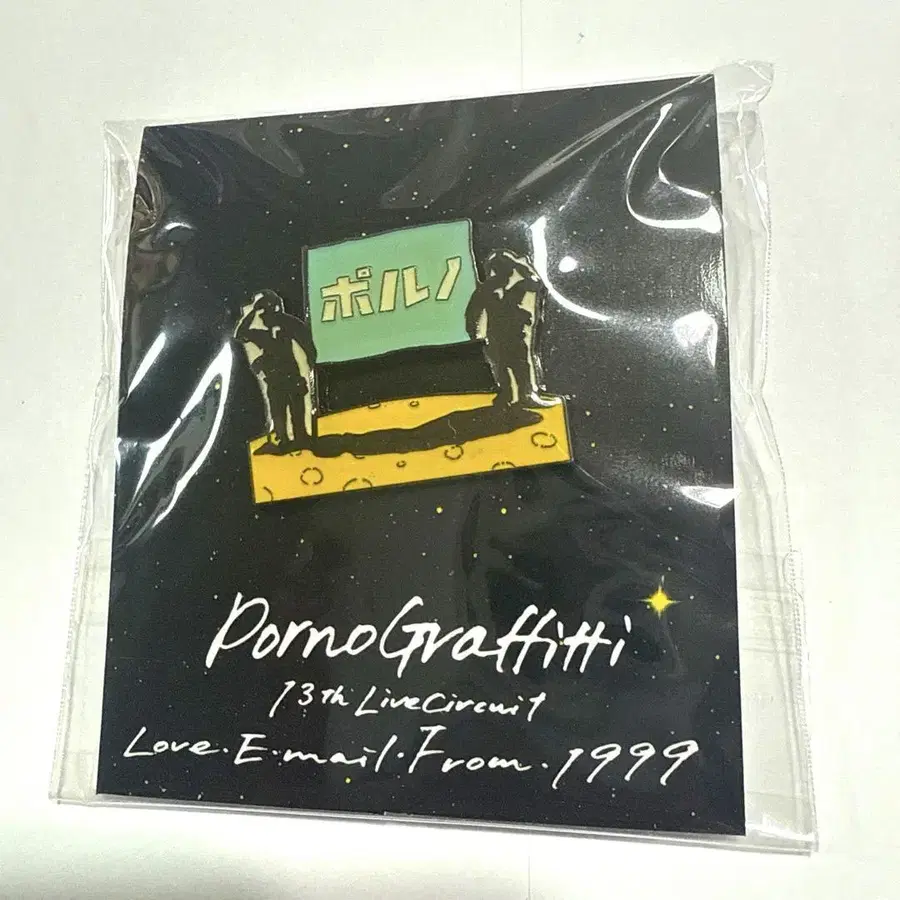 ポルノ
PornoGraffitti
13th LiveCircuit
Love・E・mail・From・1999